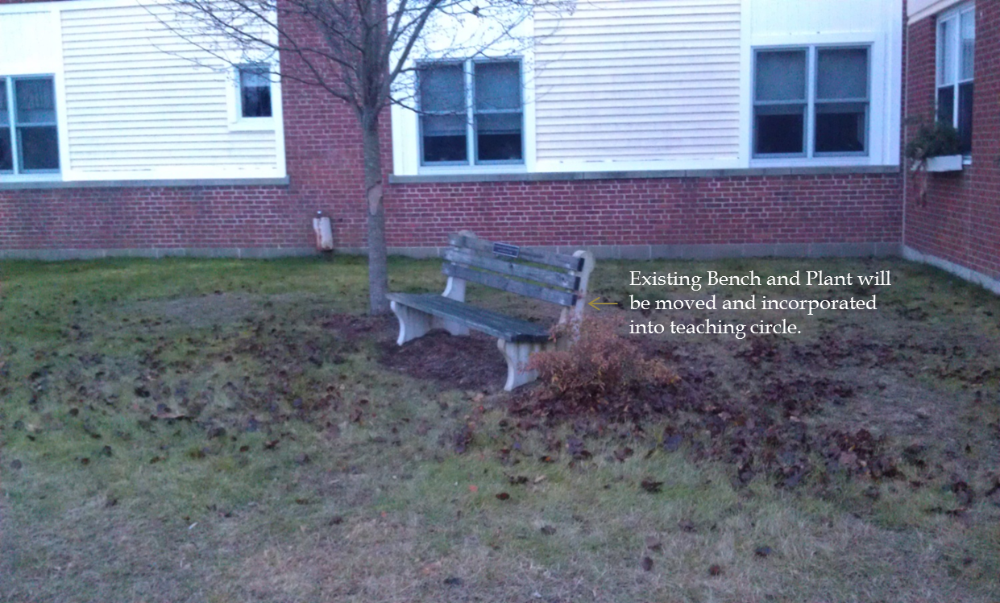 Existing Bench and Plant will
be moved and incorporated
into teaching circle.